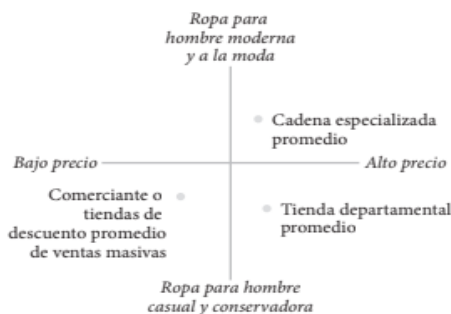 Ropa para
hombre moderna
y a la moda
Cadena especializada
promedio
Bajo precio
Alto precio
Comerciante o
tiendas de
descuento promedio
de ventas masivas
Tienda departamental
promedio
Ropa para hombre
casual y conservadora